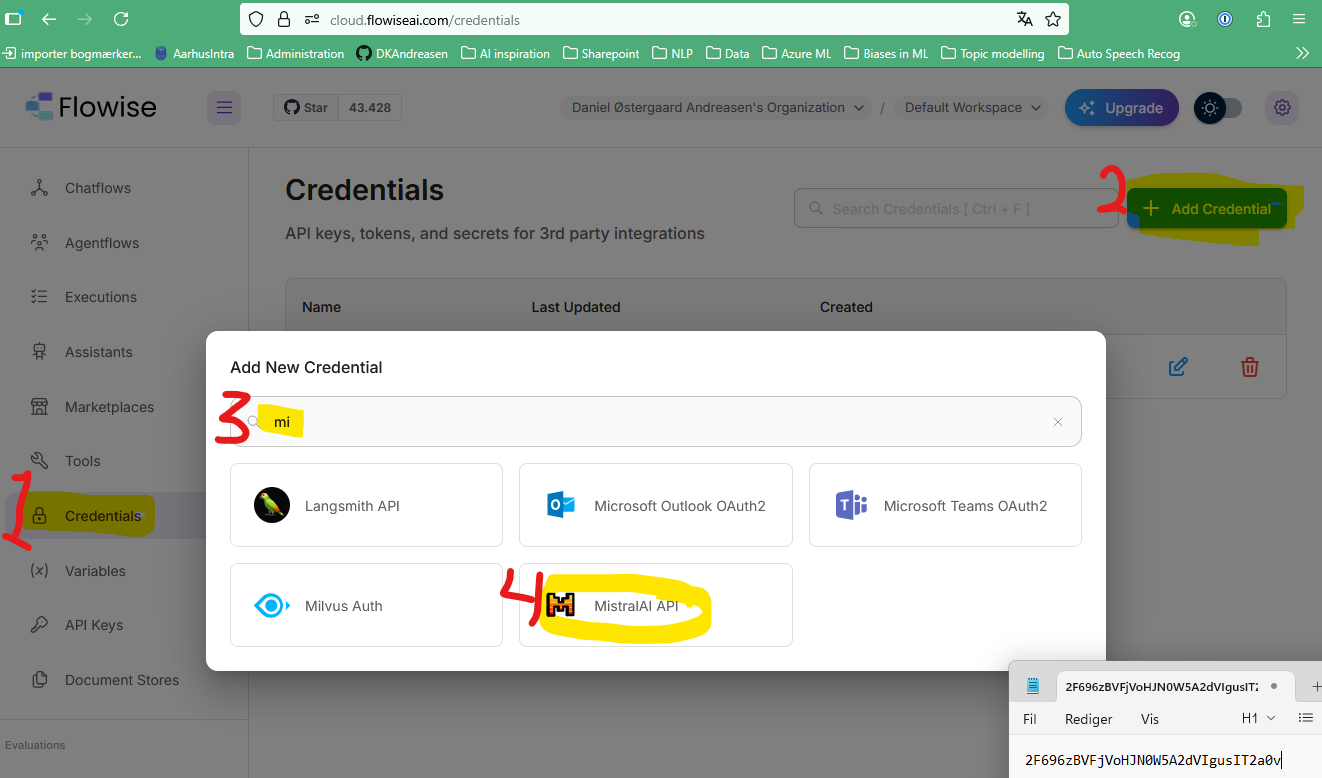 cloud.flowiseai.com/credentials
importer bogmærker...
AarhusIntra
Administration
DKAndreasen
AI inspiration
Sharepoint
NLP
Data
Azure ML
Biases in ML
Topic modelling
Auto Speech Recog
Flowise
Star
43.428
Daniel Østergaard Andreasen's Organization
/
Default Workspace
Upgrade
Chatflows
Agentflows
Executions
Assistants
Marketplaces
Tools
1
Credentials
Variables
API Keys
Document Stores
Evaluations
Credentials
API keys, tokens, and secrets for 3rd party integrations
Search Credentials [ Ctrl + F ]
2
Add Credential
Name
Last Updated
Created
Add New Credential
3
mi
Langsmith API
Microsoft Outlook OAuth2
Microsoft Teams OAuth2
Milvus Auth
4
MistralAI API
2F696zBVFjVoHJN0W5A2dVIgusIT2
Fil
Rediger
Vis
H1
2F696zBVFjVoHJN0W5A2dVIgusIT2a0v